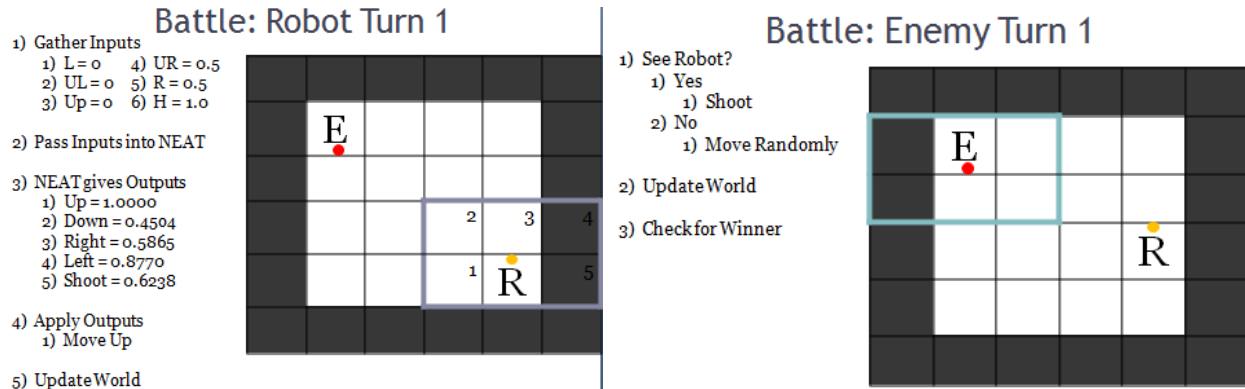 Battle: Robot Turn 1
1) Gather Inputs
1) L = 0 4) UR = 0.5
2) UL = 0 5) R = 0.5
3) Up = 0 6) H = 1.0
2) Pass Inputs into NEAT
3) NEAT gives Outputs
1) Up = 1.0000
2) Down = 0.4504
3) Right = 0.5865
4) Left = 0.8770
5) Shoot = 0.6238
4) Apply Outputs
1) Move Up
5) Update World
E
2 3 4
1 R 5
Battle: Enemy Turn 1
1) See Robot?
1) Yes
1) Shoot
2) No
1) Move Randomly
2) Update World
3) Check for Winner
E
R